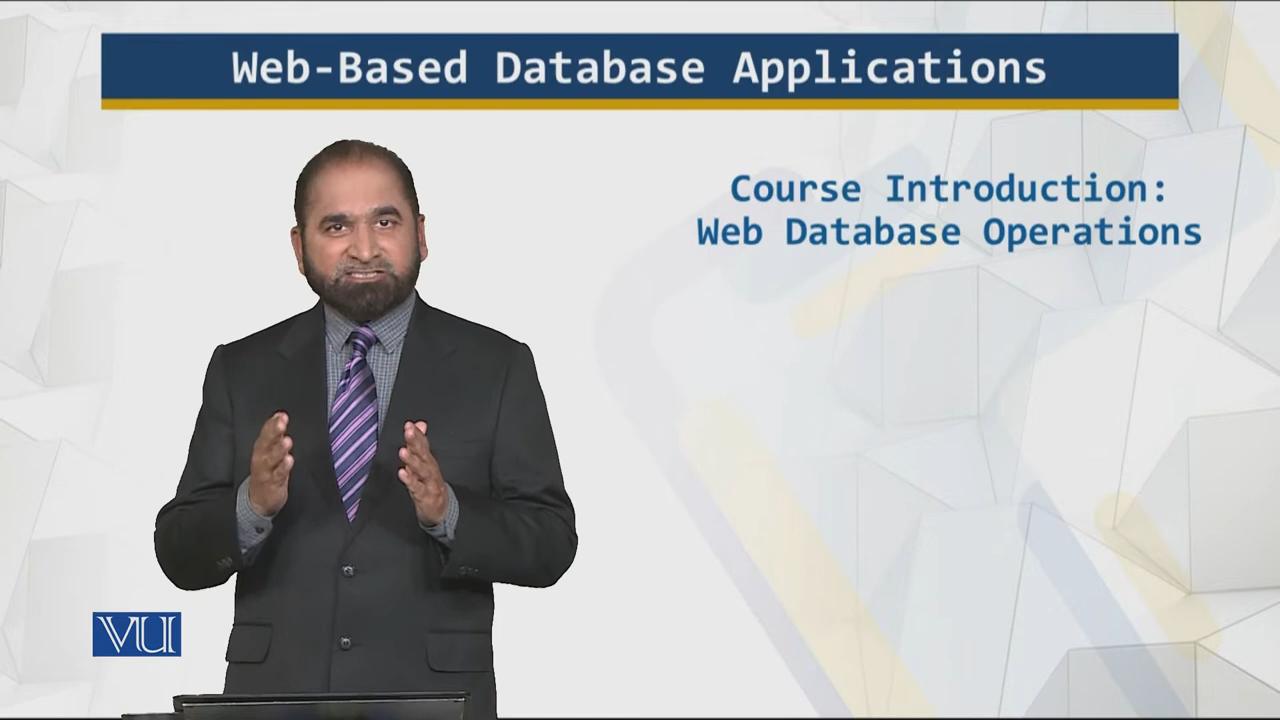 Web-Based Database Applications
Course Introduction:
Web Database Operations
VU